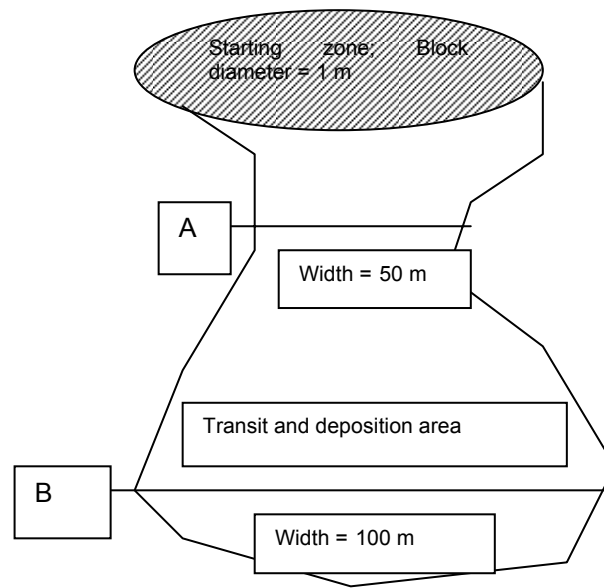 Starting zone; Block
diameter = 1 m
A
Width = 50 m
Transit and deposition area
B
Width = 100 m